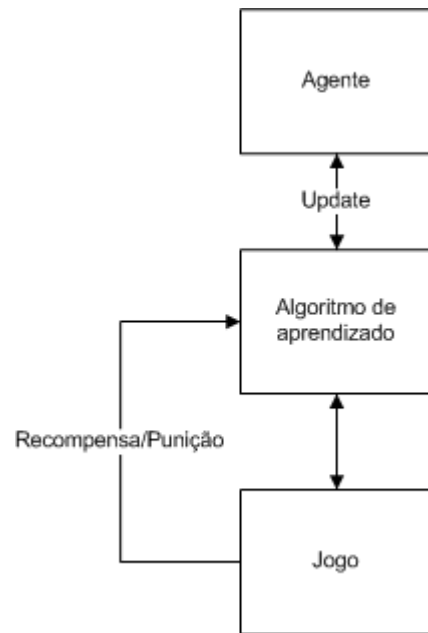 Agente
Update
Algoritmo de
aprendizado
Recompensa/Punição
Jogo